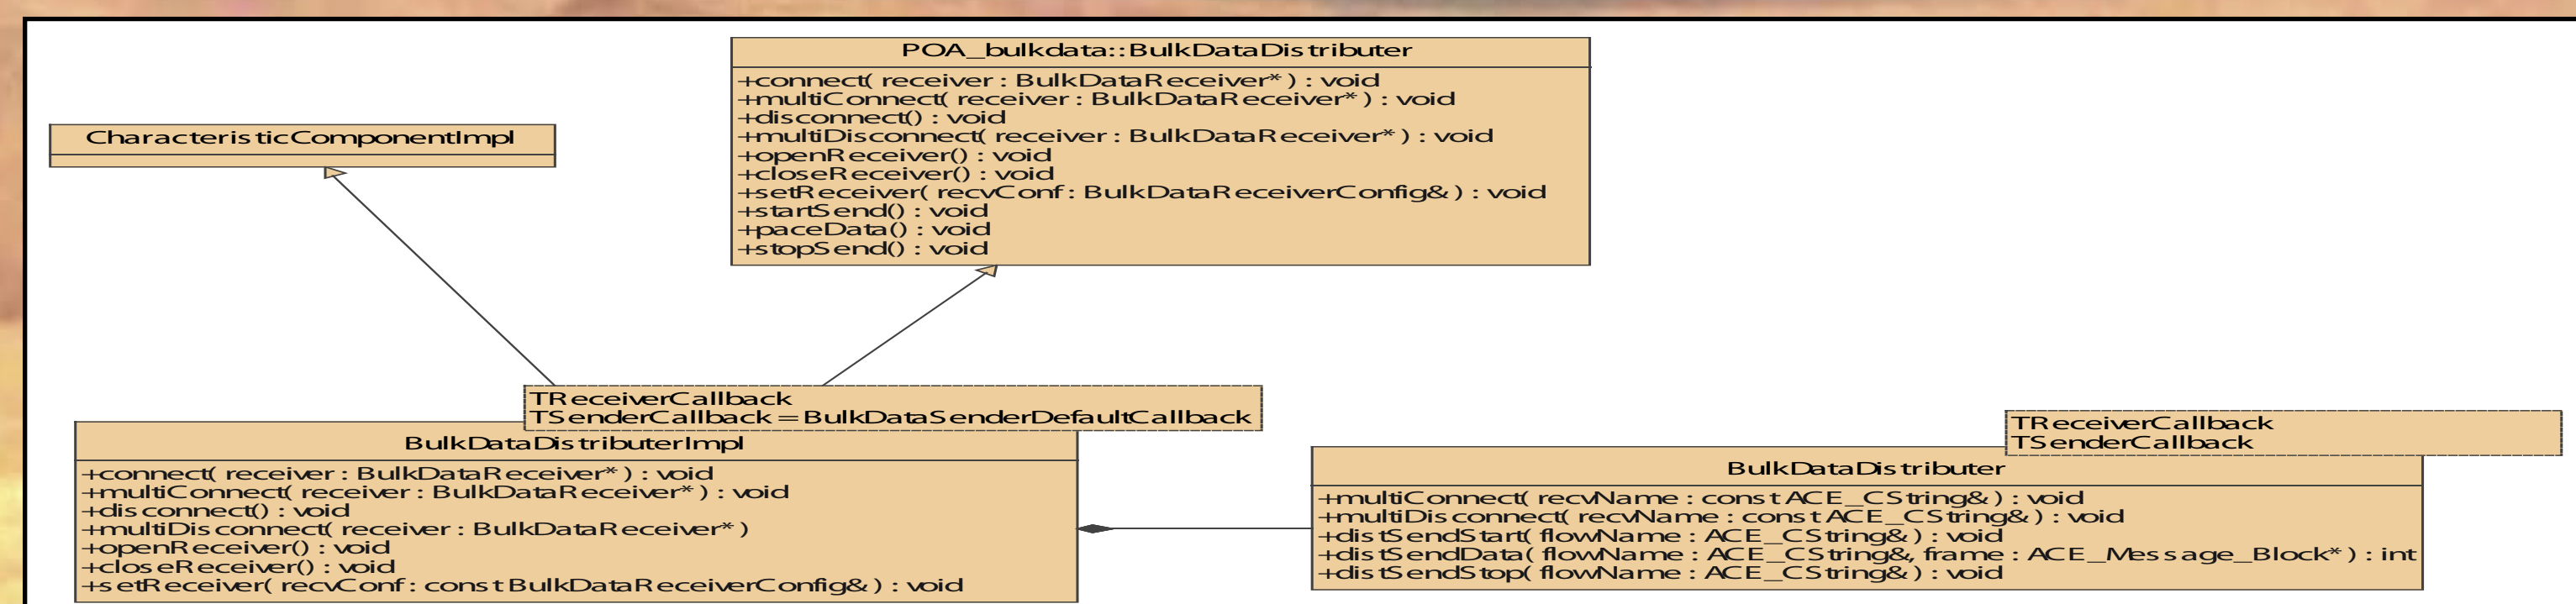 POA_bulkdata::BulkDataDistributer
+connect( receiver : BulkDataReceiver* ) : void
+multiConnect( receiver : BulkDataReceiver* ) : void
+disconnect() : void
+multiDisconnect( receiver : BulkDataReceiver* ) : void
+openReceiver() : void
+closeReceiver() : void
+setReceiver( recvConf : BulkDataReceiverConfig& ) : void
+startSend() : void
+paceData() : void
+stopSend() : void
CharacteristicComponentImpl
TReceiverCallback
TSenderCallback = BulkDataSenderDefaultCallback
BulkDataDistributerImpl
+connect( receiver : BulkDataReceiver* ) : void
+multiConnect( receiver : BulkDataReceiver* ) : void
+disconnect() : void
+multiDisconnect( receiver : BulkDataReceiver* )
+openReceiver() : void
+closeReceiver() : void
+setReceiver( recvConf : const BulkDataReceiverConfig& ) : void
TReceiverCallback
TSenderCallback
BulkDataDistributer
+multiConnect( recvName : const ACE_CString& ) : void
+multiDisconnect( recvName : const ACE_CString& ) : void
+distSendStart( flowName : ACE_CString& ) : void
+distSendData( flowName : ACE_CString&, frame : ACE_Message_Block* ) : int
+distSendStop( flowName : ACE_CString& ) : void